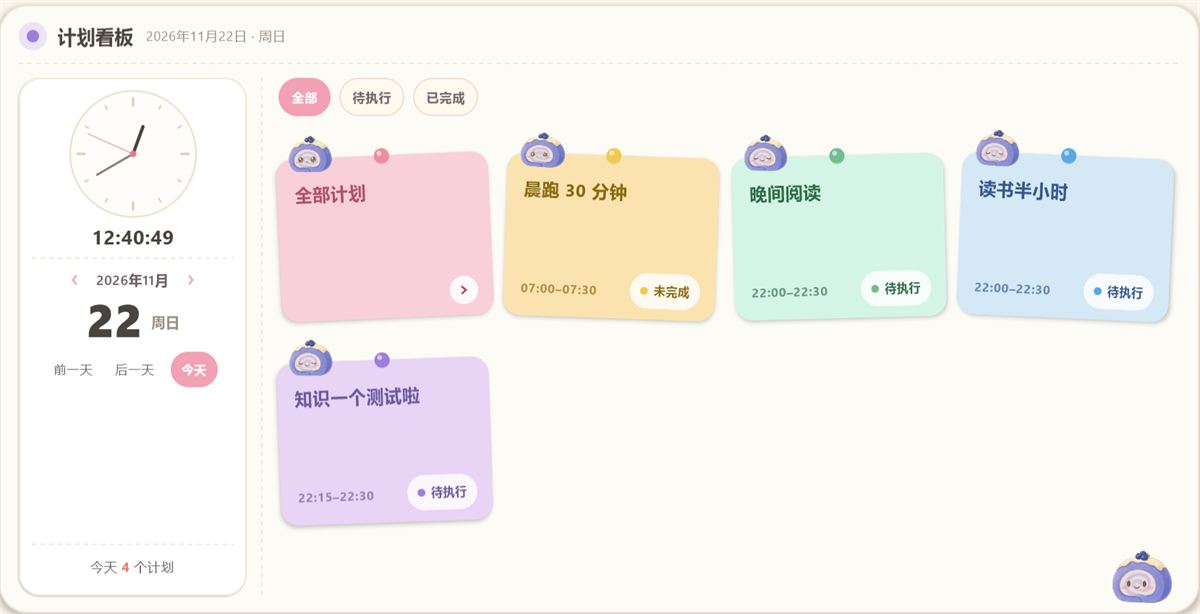 计划看板 2026年11月22日 · 周日
12:40:49
2026年11月
22 周日
前一天 后一天 今天
今天 4 个计划
全部 待执行 已完成
全部计划
晨跑 30 分钟
07:00–07:30 未完成
晚间阅读
22:00–22:30 待执行
读书半小时
22:00–22:30 待执行
知识一个测试啦
22:15–22:30 待执行